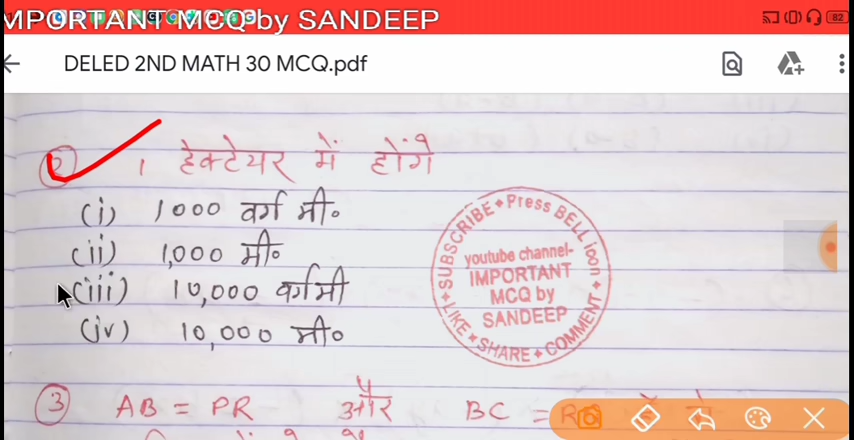 IMPORTANT MCQ by SANDEEP
82
DELED 2ND MATH 30 MCQ.pdf
2 1 हेक्टेयर में होंगे
(i) 1000 वर्ग मी०
(ii) 1,000 मी०
(iii) 10,000 वर्ग मी
(iv) 10,000 मी०
SUBSCRIBE ✦ Press BELL icon ✦ COMMENT ✦ SHARE ✦ LIKE
youtube channel-
IMPORTANT
MCQ by
SANDEEP
3 AB = PR और BC = R